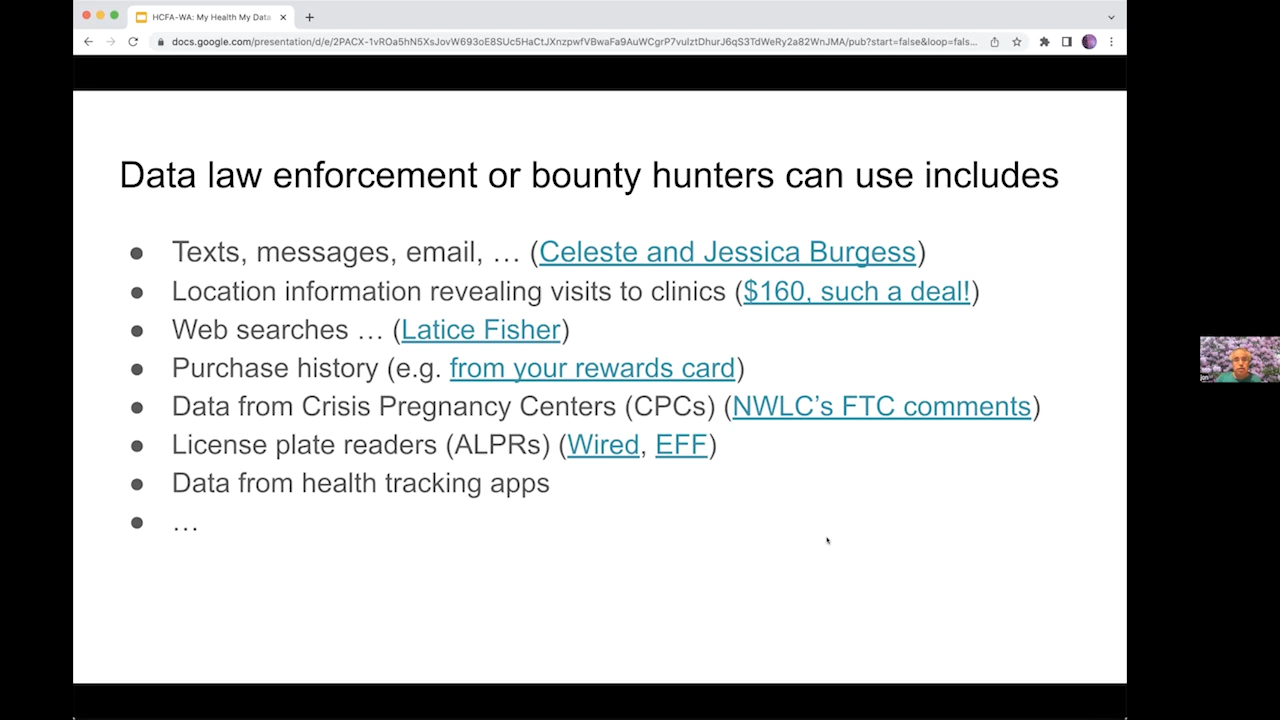 HCFA-WA: My Health My Data
docs.google.com/presentation/d/e/2PACX-1vROa5hN5XsJovW693oE8SUc5HaCtJXnzpwfVBwaFa9AuWCgrP7vulztDhurJ6qS3TdWeRy2a82WnJMA/pub?start=false&loop=fals...
Data law enforcement or bounty hunters can use includes
● Texts, messages, email, … (Celeste and Jessica Burgess)
● Location information revealing visits to clinics ($160, such a deal!)
● Web searches … (Latice Fisher)
● Purchase history (e.g. from your rewards card)
● Data from Crisis Pregnancy Centers (CPCs) (NWLC's FTC comments)
● License plate readers (ALPRs) (Wired, EFF)
● Data from health tracking apps
● …
jon